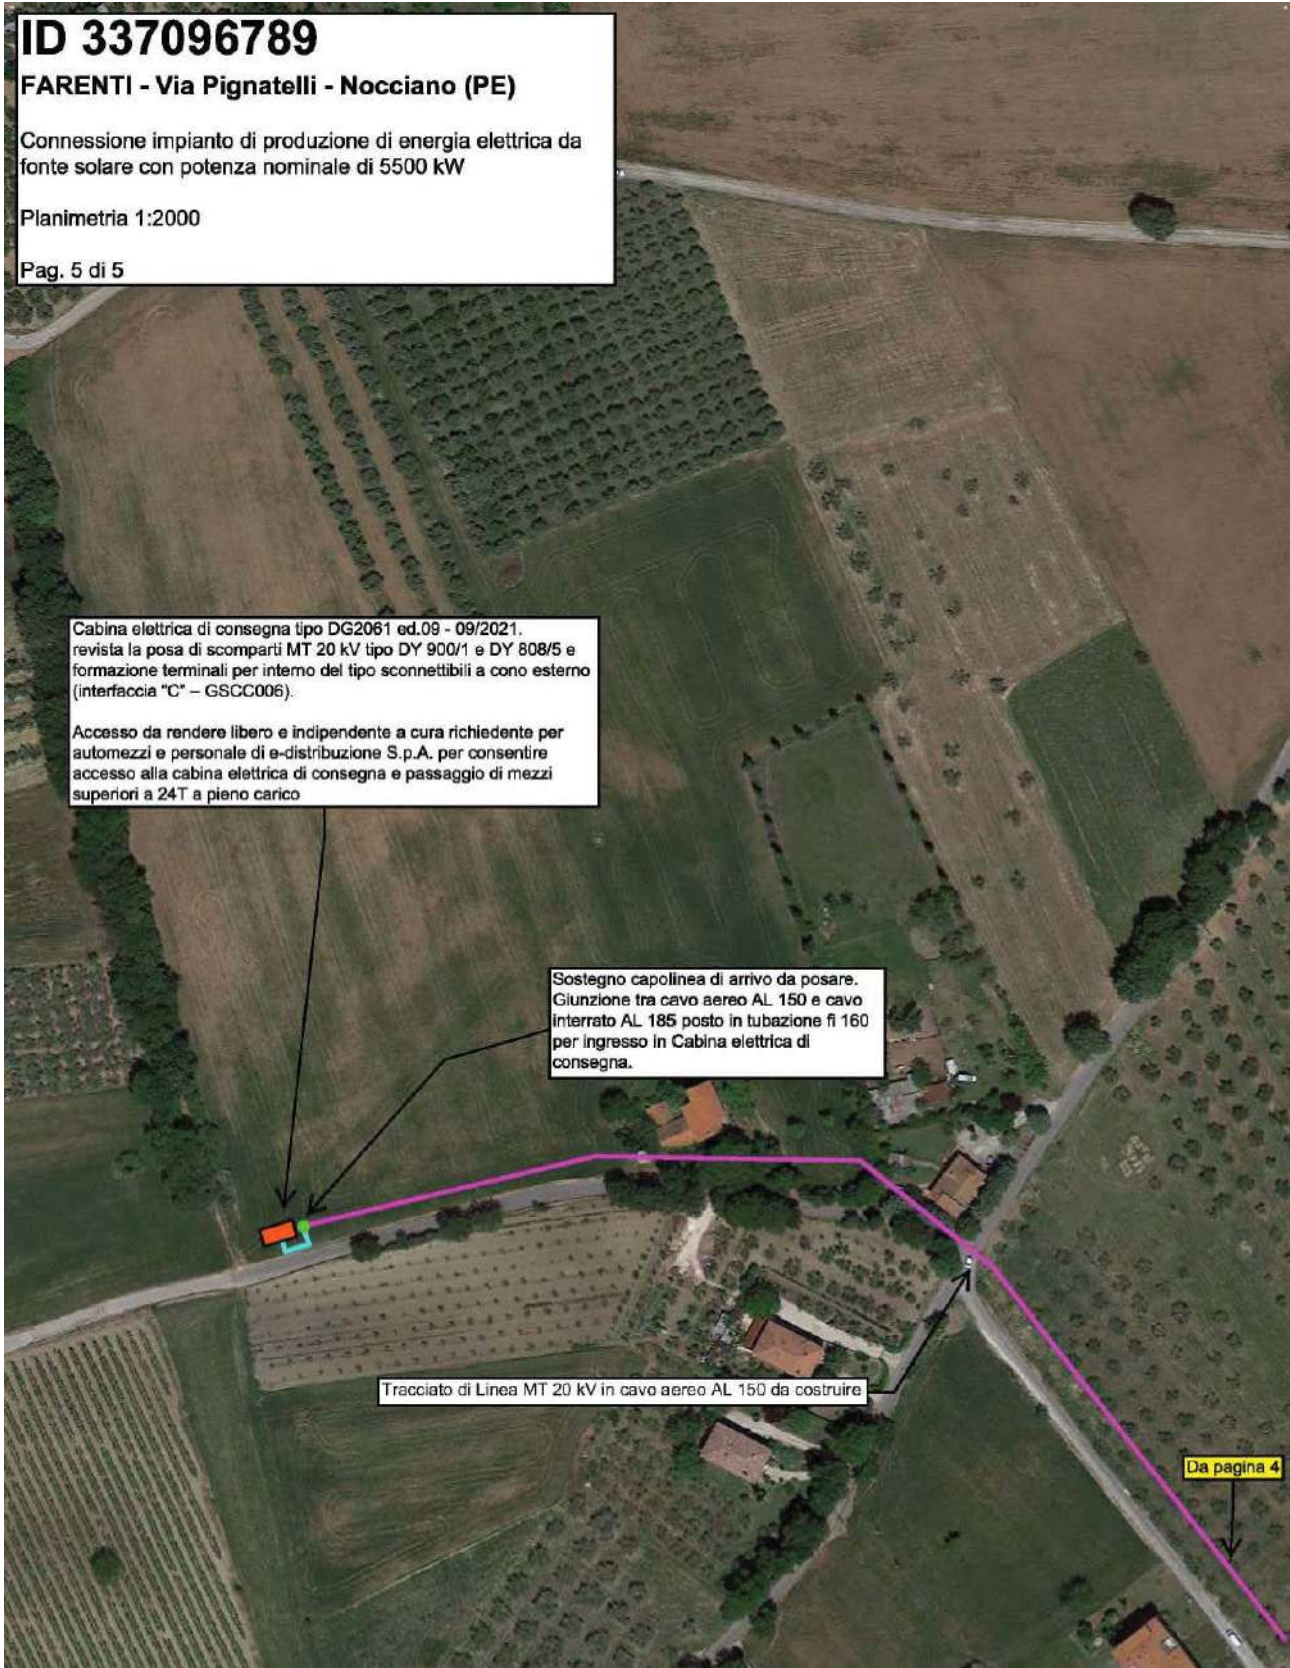 ID 337096789
FARENTI - Via Pignatelli - Nocciano (PE)
Connessione impianto di produzione di energia elettrica da
fonte solare con potenza nominale di 5500 kW
Planimetria 1:2000
Pag. 5 di 5
Cabina elettrica di consegna tipo DG2061 ed.09 - 09/2021.
revista la posa di scomparti MT 20 kV tipo DY 900/1 e DY 808/5 e
formazione terminali per interno del tipo sconnettibili a cono esterno
(interfaccia "C" – GSCC006).
Accesso da rendere libero e indipendente a cura richiedente per
automezzi e personale di e-distribuzione S.p.A. per consentire
accesso alla cabina elettrica di consegna e passaggio di mezzi
superiori a 24T a pieno carico
Sostegno capolinea di arrivo da posare.
Giunzione tra cavo aereo AL 150 e cavo
interrato AL 185 posto in tubazione fi 160
per ingresso in Cabina elettrica di
consegna.
Tracciato di Linea MT 20 kV in cavo aereo AL 150 da costruire
Da pagina 4